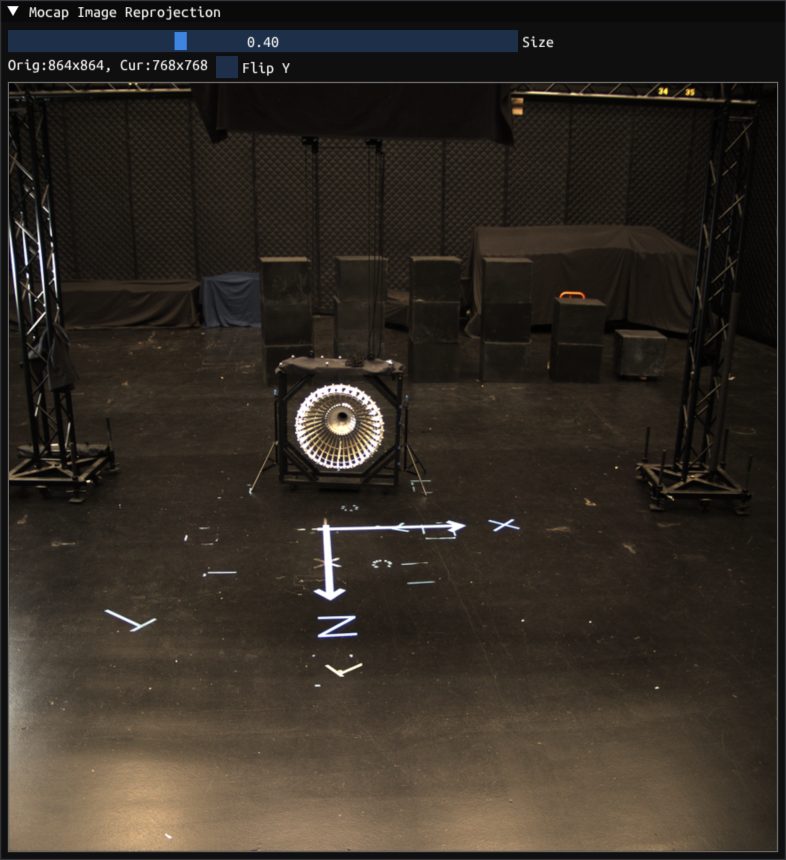 Mocap Image Reprojection
0.40 Size
Orig:864x864, Cur:768x768 Flip Y
34 35
X
Z